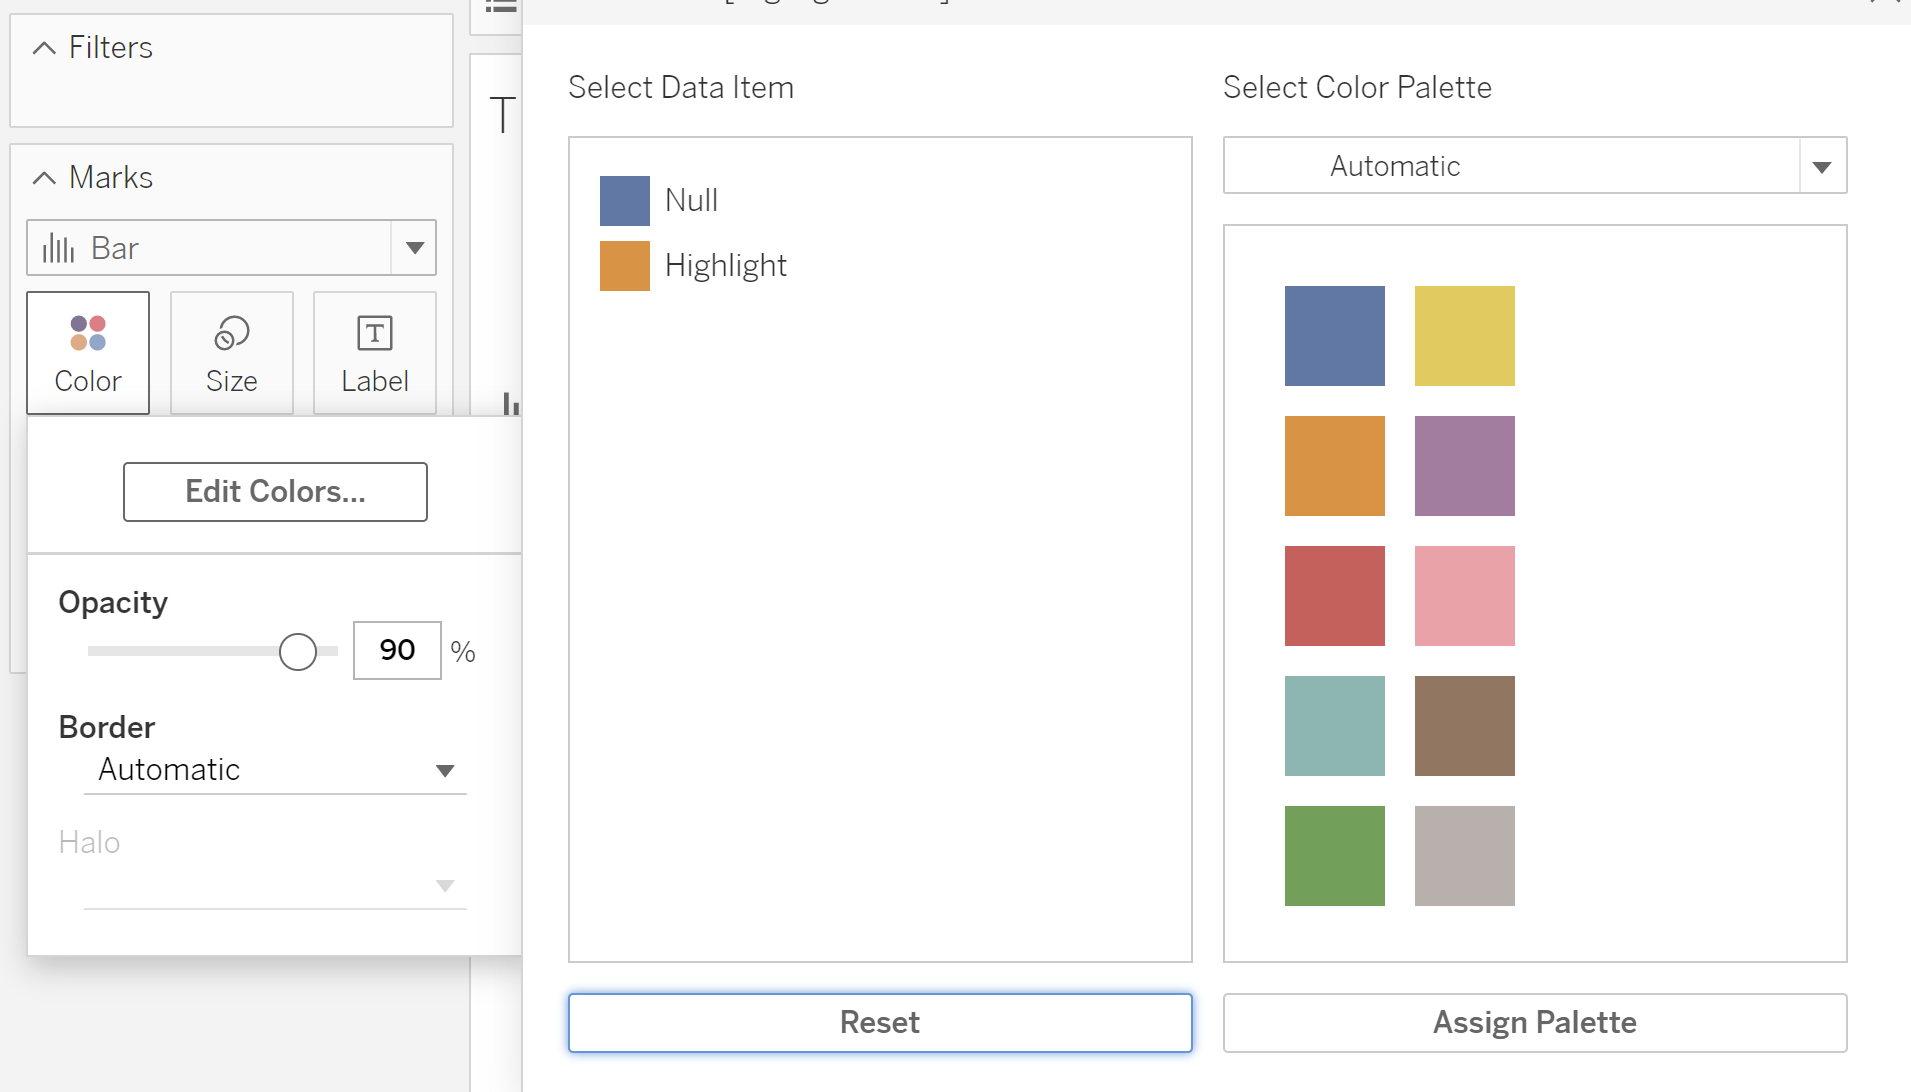 Filters
Marks
Bar
Color
Size
Label
Edit Colors...
Opacity
90 %
Border
Automatic
Halo
T
Select Data Item
Null
Highlight
Reset
Select Color Palette
Automatic
Assign Palette